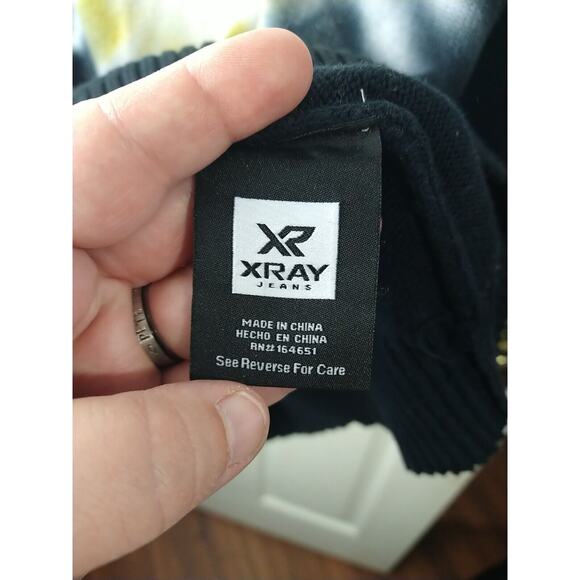 XR
XRAY
JEANS
MADE IN CHINA
HECHO EN CHINA
RN# 164651
See Reverse For Care